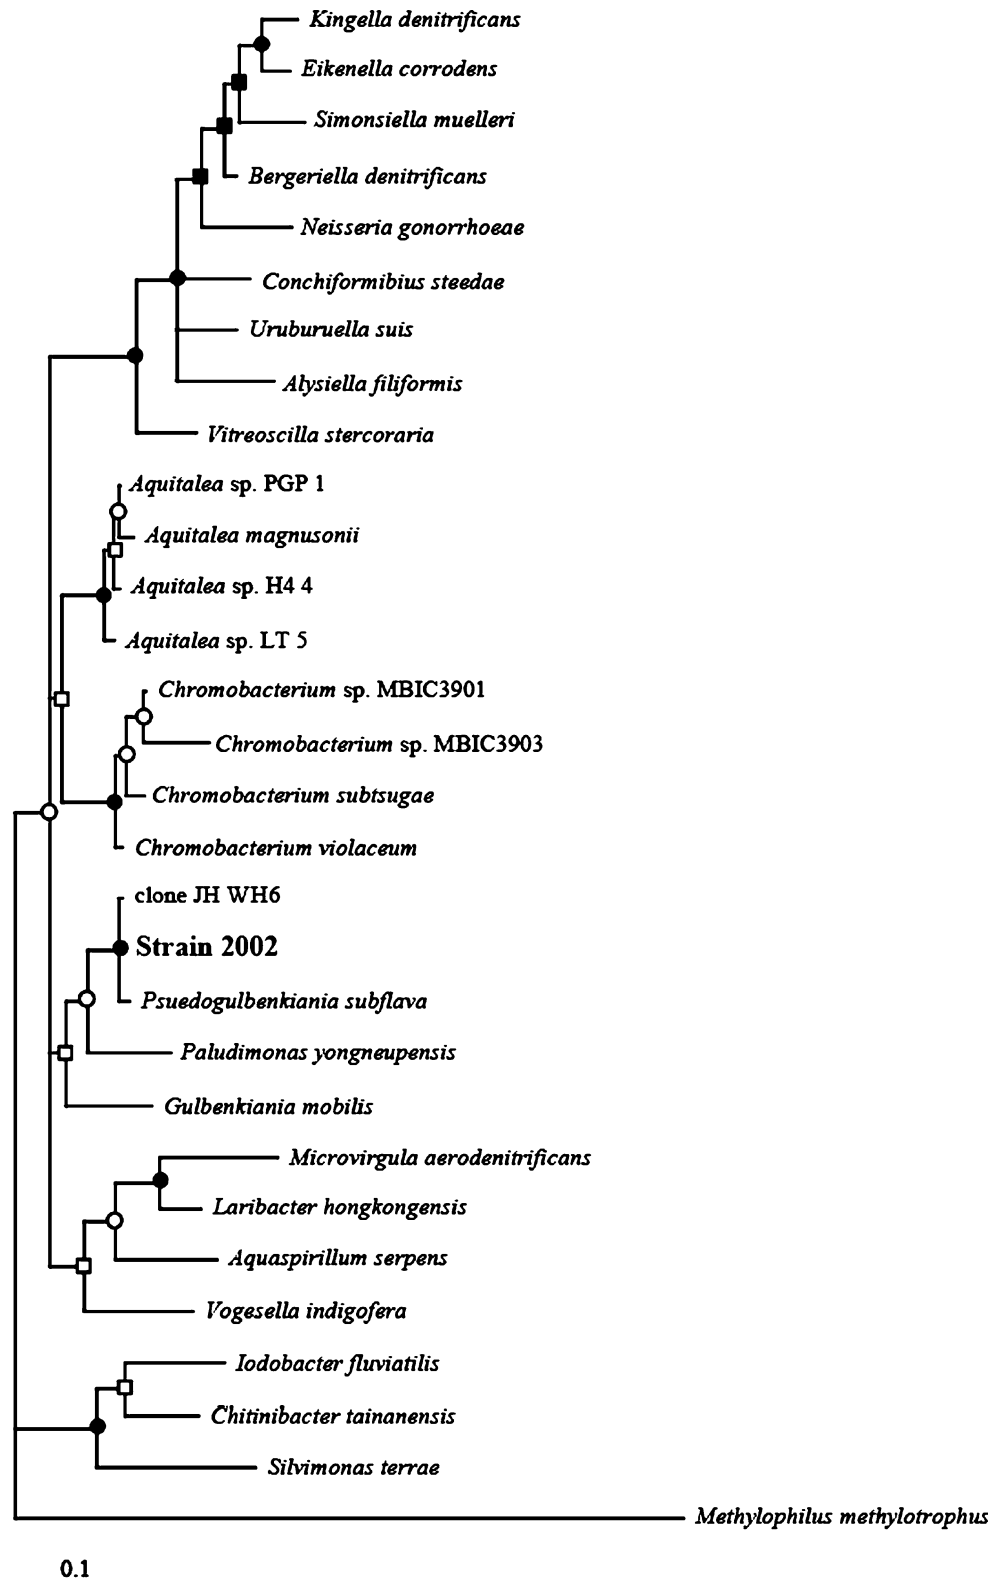 Kingella denitrificans
Eikenella corrodens
Simonsiella muelleri
Bergeriella denitrificans
Neisseria gonorrhoeae
Conchiformibius steedae
Uruburuella suis
Alysiella filiformis
Vitreoscilla stercoraria
Aquitalea sp. PGP 1
Aquitalea magnusonii
Aquitalea sp. H4 4
Aquitalea sp. LT 5
Chromobacterium sp. MBIC3901
Chromobacterium sp. MBIC3903
Chromobacterium subtsugae
Chromobacterium violaceum
clone JH WH6
Strain 2002
Psuedogulbenkiania subflava
Paludimonas yongneupensis
Gulbenkiania mobilis
Microvirgula aerodenitrificans
Laribacter hongkongensis
Aquaspirillum serpens
Vogesella indigofera
Iodobacter fluviatilis
Chitinibacter tainanensis
Silvimonas terrae
Methylophilus methylotrophus
0.1